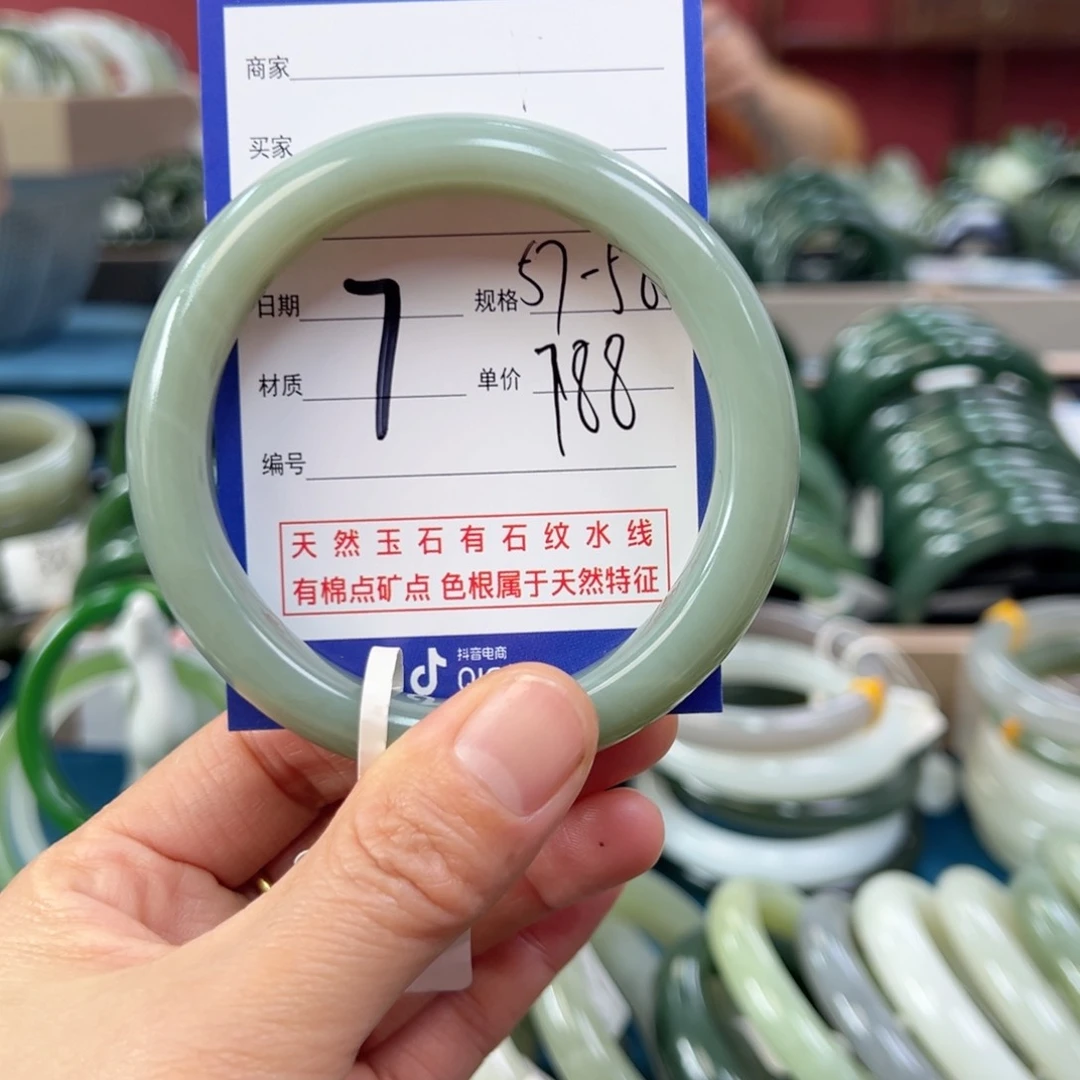 商家
买家
日期 7 规格 57-58
材质 单价 788
编号
天然玉石有石纹水线
有棉点矿点 色根属于天然特征
抖音电商